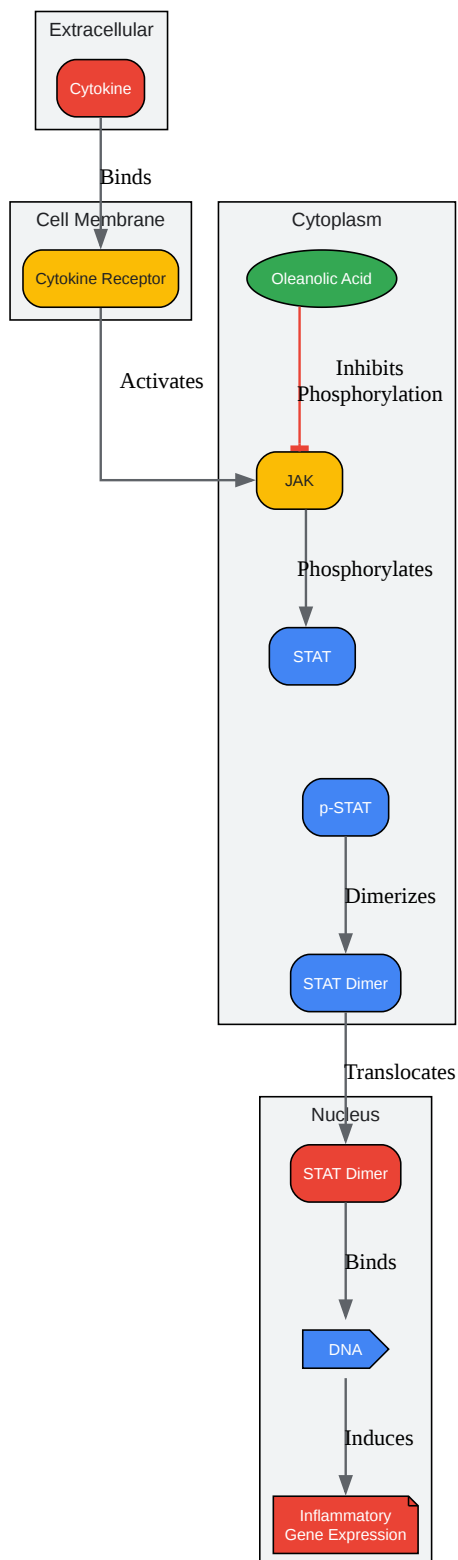 Extracellular
Cytokine
Binds
Cell Membrane
Cytokine Receptor
Activates
Cytoplasm
Oleanolic Acid
Inhibits
Phosphorylation
JAK
Phosphorylates
STAT
p-STAT
Dimerizes
STAT Dimer
Translocates
Nucleus
STAT Dimer
Binds
DNA
Induces
Inflammatory
Gene Expression